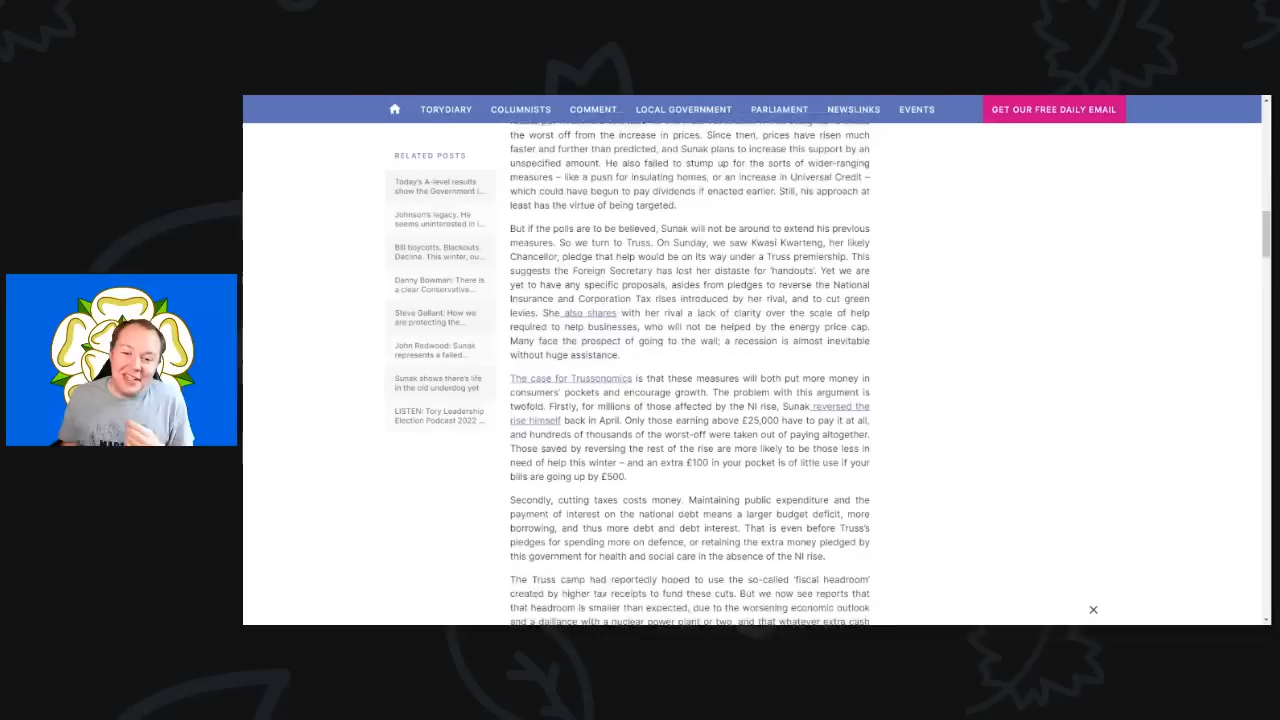 TORYDIARY COLUMNISTS COMMENT LOCAL GOVERNMENT PARLIAMENT NEWSLINKS EVENTS GET OUR FREE DAILY EMAIL
RELATED POSTS
Today's A-level results
show the Government i...
Johnson's legacy. He
seems uninterested in i...
Bill boycotts. Blackouts.
Decline. This winter, ou...
Danny Bowman: There is
a clear Conservative...
Steve Gallant: How we
are protecting the...
John Redwood: Sunak
represents a failed...
Sunak shows there's life
in the old underdog yet
LISTEN: Tory Leadership
Election Podcast 2022 ...
the worst off from the increase in prices. Since then, prices have risen much
faster and further than predicted, and Sunak plans to increase this support by an
unspecified amount. He also failed to stump up for the sorts of wider-ranging
measures – like a push for Insulating homes, or an increase in Universal Credit –
which could have begun to pay dividends if enacted earlier. Still, his approach at
least has the virtue of being targeted.
But if the polls are to be believed, Sunak will not be around to extend his previous
measures. So we turn to Truss. On Sunday, we saw Kwasi Kwarteng, her likely
Chancellor, pledge that help would be on its way under a Truss premiership. This
suggests the Foreign Secretary has lost her distaste for 'handouts'. Yet we are
yet to have any specific proposals, asides from pledges to reverse the National
Insurance and Corporation Tax rises introduced by her rival, and to cut green
levies. She also shares with her rival a lack of clarity over the scale of help
required to help businesses, who will not be helped by the energy price cap.
Many face the prospect of going to the wall; a recession is almost inevitable
without huge assistance.
The case for Trussonomics is that these measures will both put more money in
consumers' pockets and encourage growth. The problem with this argument is
twofold. Firstly, for millions of those affected by the NI rise, Sunak reversed the
rise himself back in April. Only those earning above £25,000 have to pay it at all,
and hundreds of thousands of the worst-off were taken out of paying altogether.
Those saved by reversing the rest of the rise are more likely to be those less in
need of help this winter – and an extra £100 in your pocket is of little use if your
bills are going up by £500.
Secondly, cutting taxes costs money. Maintaining public expenditure and the
payment of interest on the national debt means a larger budget deficit, more
borrowing, and thus more debt and debt interest. That is even before Truss's
pledges for spending more on defence, or retaining the extra money pledged by
this government for health and social care in the absence of the NI rise.
The Truss camp had reportedly hoped to use the so-called 'fiscal headroom'
created by higher tax receipts to fund these cuts. But we now see reports that
that headroom is smaller than expected, due to the worsening economic outlook
and a dalliance with a nuclear power plant or two, and that whatever extra cash